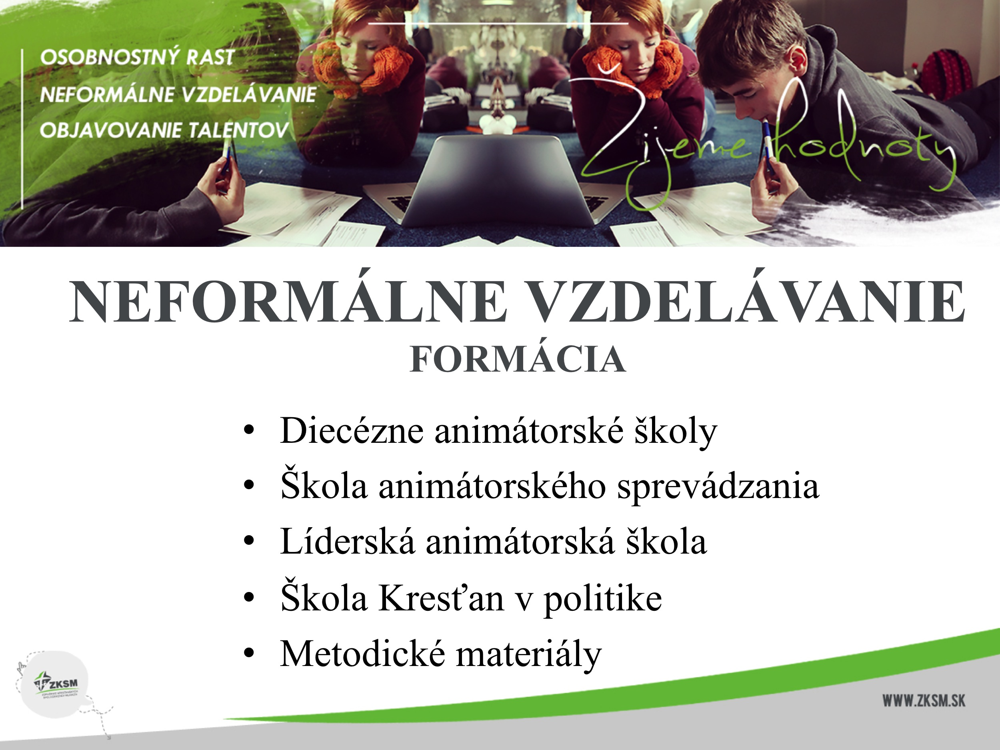 OSOBNOSTNÝ RAST
NEFORMÁLNE VZDELÁVANIE
OBJAVOVANIE TALENTOV
Žijeme hodnoty
NEFORMÁLNE VZDELÁVANIE
FORMÁCIA
• Diecézne animátorské školy
• Škola animátorského sprevádzania
• Líderská animátorská škola
• Škola Kresťan v politike
• Metodické materiály
ZKSM
WWW.ZKSM.SK